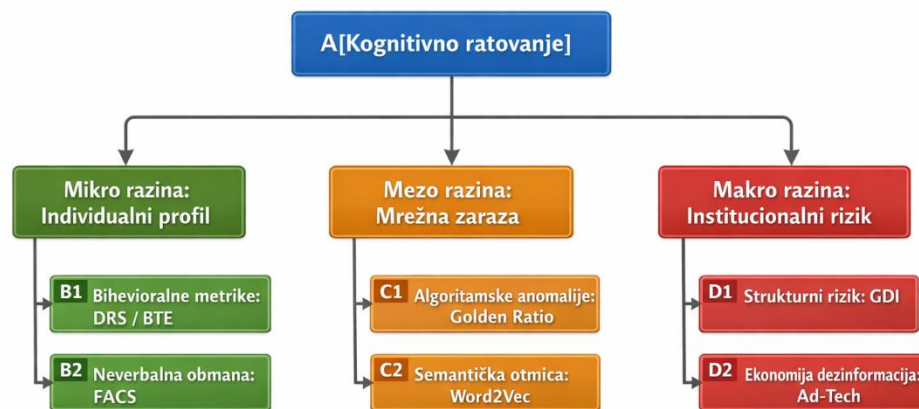 A[Kognitivno ratovanje]
Mikro razina:
Individualni profil
Mezo razina:
Mrežna zaraza
Makro razina:
Institucionalni rizik
B1 Bihevioralne metrike:
DRS / BTE
C1 Algoritamske anomalije:
Golden Ratio
D1 Strukturni rizik: GDI
B2 Neverbalna obmana:
FACS
C2 Semantička otmica:
Word2Vec
D2 Ekonomija dezinformacija:
Ad-Tech